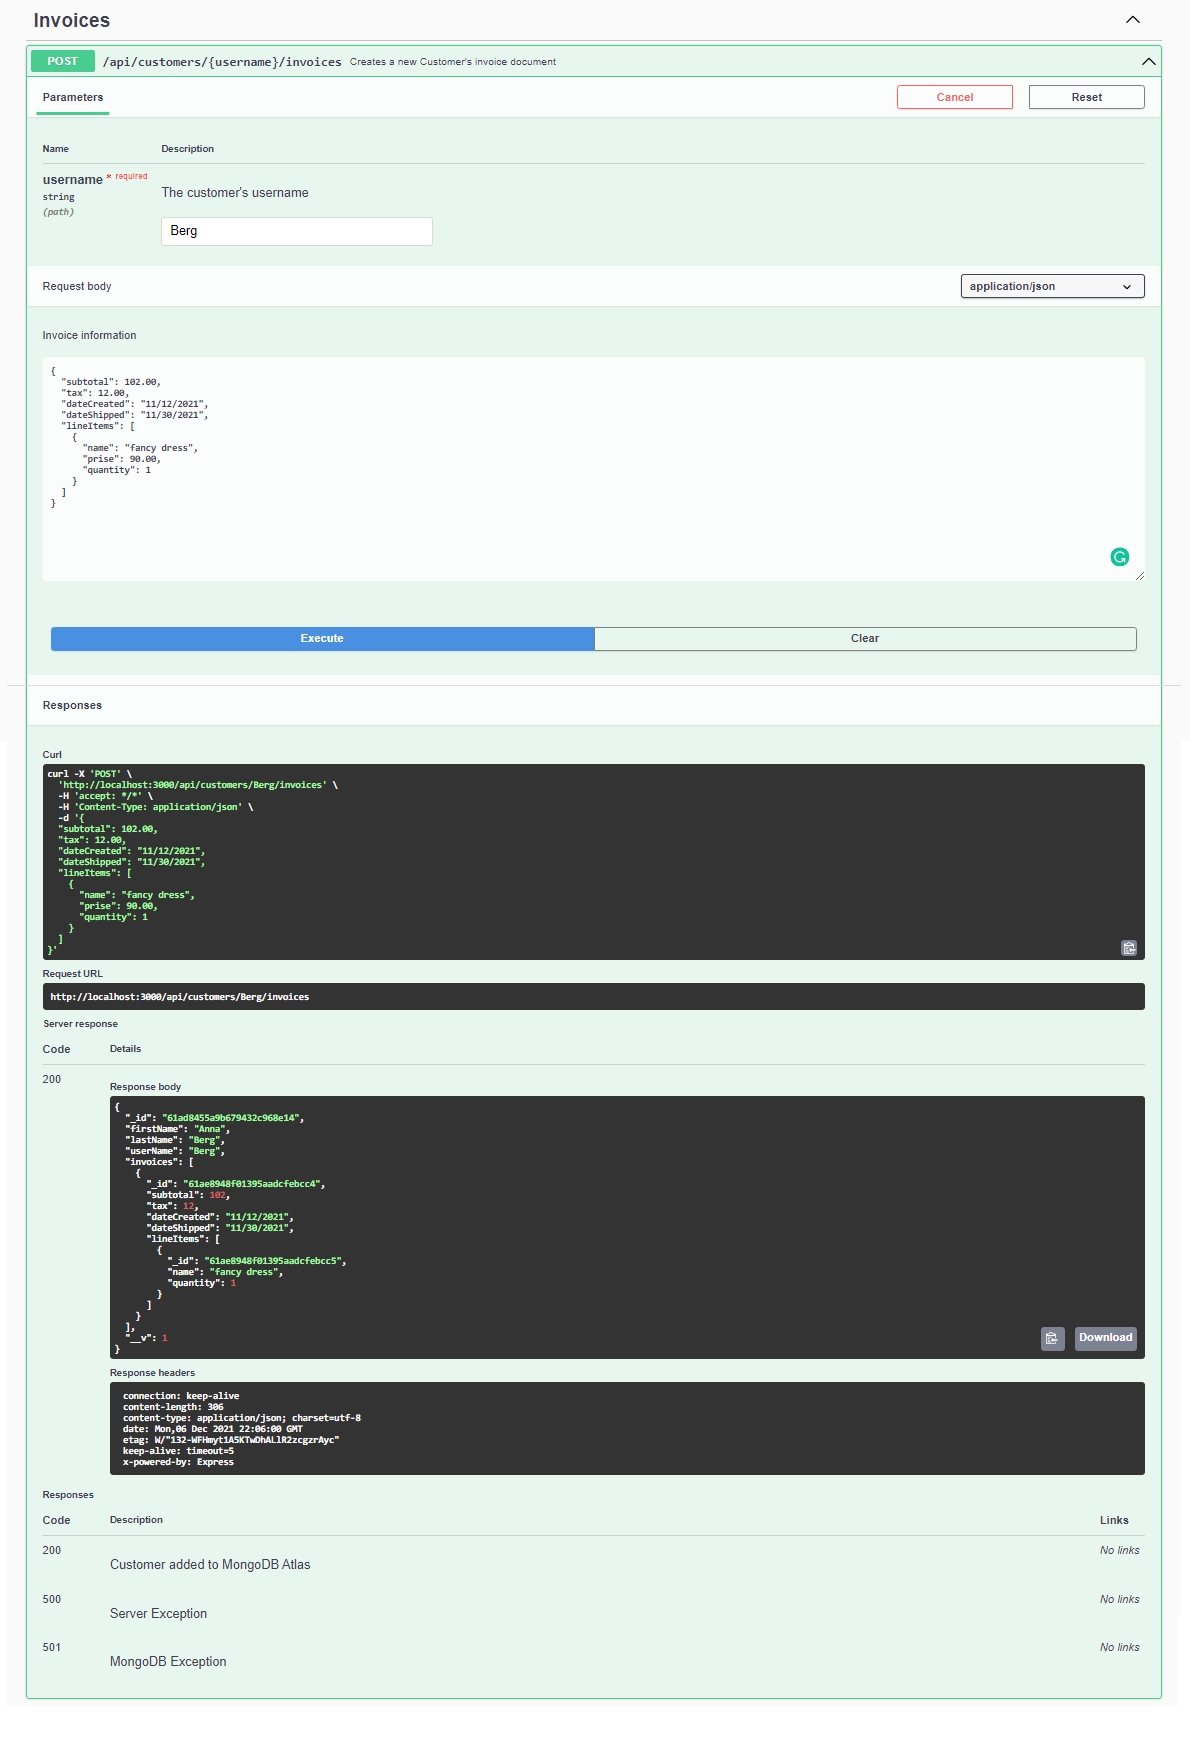 Invoices
POST /api/customers/{username}/invoices Creates a new Customer's invoice document
Parameters Cancel Reset
Name Description
username * required
string
(path)
The customer's username
Berg
Request body application/json
Invoice information
{
  "subtotal": 102.00,
  "tax": 12.00,
  "dateCreated": "11/12/2021",
  "dateShipped": "11/30/2021",
  "lineItems": [
    {
      "name": "fancy dress",
      "prise": 90.00,
      "quantity": 1
    }
  ]
}
Execute Clear
Responses
Curl
curl -X 'POST' \
  'http://localhost:3000/api/customers/Berg/invoices' \
  -H 'accept: */*' \
  -H 'Content-Type: application/json' \
  -d '{
  "subtotal": 102.00,
  "tax": 12.00,
  "dateCreated": "11/12/2021",
  "dateShipped": "11/30/2021",
  "lineItems": [
    {
      "name": "fancy dress",
      "prise": 90.00,
      "quantity": 1
    }
  ]
}'
Request URL
http://localhost:3000/api/customers/Berg/invoices
Server response
Code Details
200
Response body
{
  "_id": "61ad8455a9b679432c968e14",
  "firstName": "Anna",
  "lastName": "Berg",
  "userName": "Berg",
  "invoices": [
    {
      "_id": "61ae8948f01395aadcfebcc4",
      "subtotal": 102,
      "tax": 12,
      "dateCreated": "11/12/2021",
      "dateShipped": "11/30/2021",
      "lineItems": [
        {
          "_id": "61ae8948f01395aadcfebcc5",
          "name": "fancy dress",
          "quantity": 1
        }
      ]
    }
  ],
  "__v": 1
}
Download
Response headers
connection: keep-alive
content-length: 306
content-type: application/json; charset=utf-8
date: Mon,06 Dec 2021 22:06:00 GMT
etag: W/"132-WFHmyt1A5KTwDhALlR2zcgzrAyc"
keep-alive: timeout=5
x-powered-by: Express
Responses
Code Description Links
200 No links
Customer added to MongoDB Atlas
500 No links
Server Exception
501 No links
MongoDB Exception